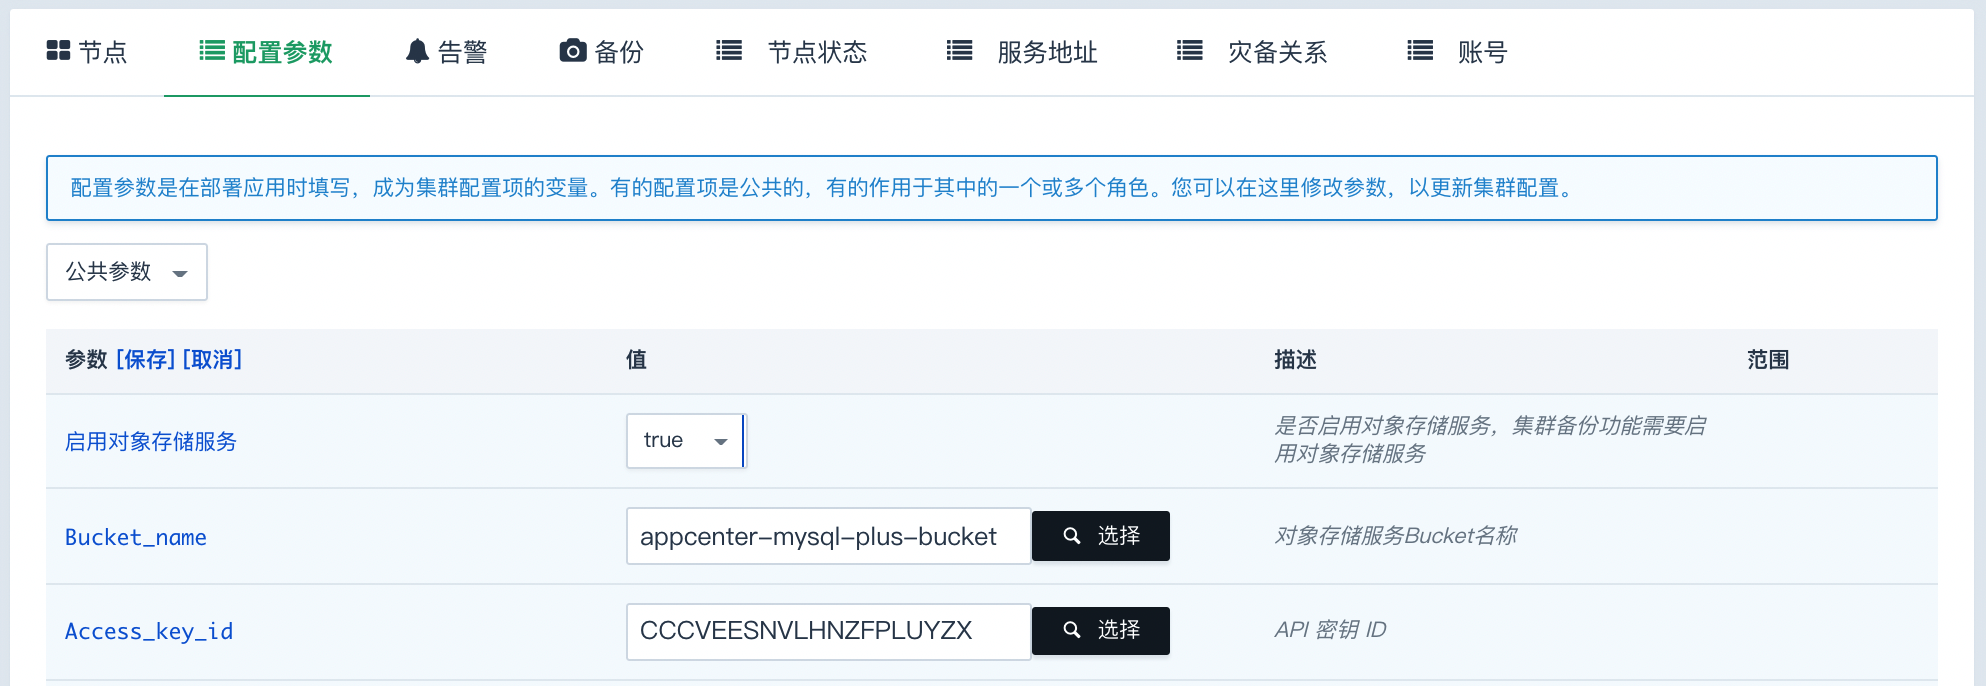 节点 配置参数 告警 备份 节点状态 服务地址 灾备关系 账号
配置参数是在部署应用时填写，成为集群配置项的变量。有的配置项是公共的，有的作用于其中的一个或多个角色。您可以在这里修改参数，以更新集群配置。
公共参数
参数 [保存] [取消] 值 描述 范围
启用对象存储服务 true 是否启用对象存储服务，集群备份功能需要启
用对象存储服务
Bucket_name appcenter-mysql-plus-bucket 选择 对象存储服务Bucket名称
Access_key_id CCCVEESNVLHNZFPLUYZX 选择 API 密钥 ID